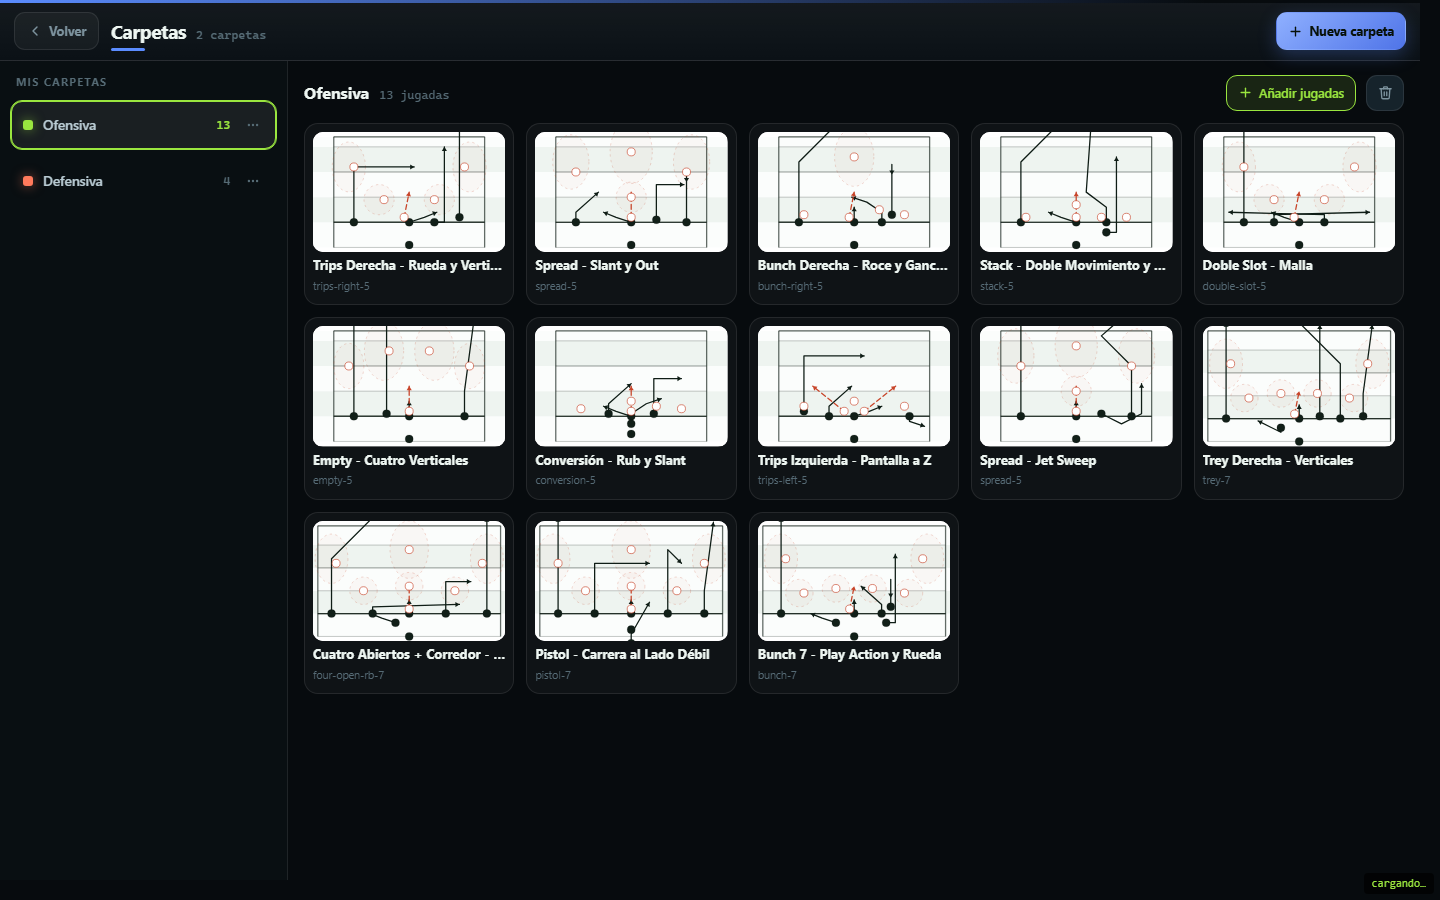 Volver
Carpetas 2 carpetas
+ Nueva carpeta
MIS CARPETAS
Ofensiva 13 ...
Defensiva 4 ...
Ofensiva 13 jugadas
+ Añadir jugadas
Trips Derecha - Rueda y Verti...
trips-right-5
Spread - Slant y Out
spread-5
Bunch Derecha - Roce y Ganc...
bunch-right-5
Stack - Doble Movimiento y ...
stack-5
Doble Slot - Malla
double-slot-5
Empty - Cuatro Verticales
empty-5
Conversión - Rub y Slant
conversion-5
Trips Izquierda - Pantalla a Z
trips-left-5
Spread - Jet Sweep
spread-5
Trey Derecha - Verticales
trey-7
Cuatro Abiertos + Corredor - ...
four-open-rb-7
Pistol - Carrera al Lado Débil
pistol-7
Bunch 7 - Play Action y Rueda
bunch-7
cargando…